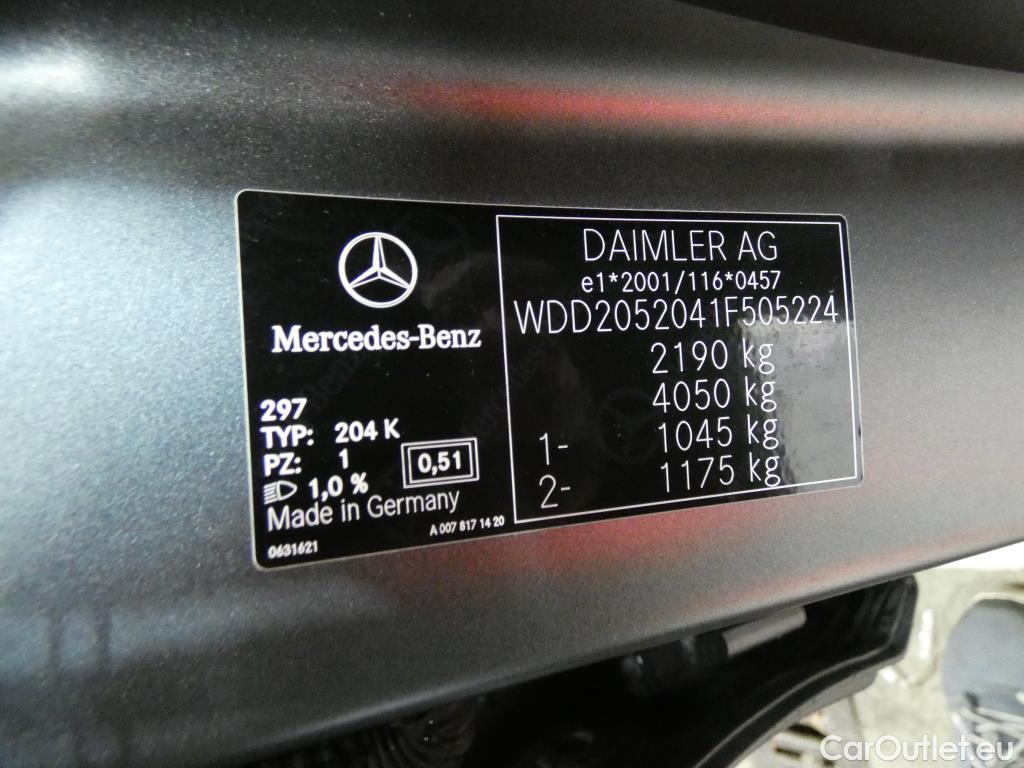 Mercedes-Benz
297
TYP: 204 K
PZ: 1
0,51
1,0 %
Made in Germany
A 007 817 14 20
0631621
DAIMLER AG
e1*2001/116*0457
WDD2052041F505224
2190 kg
4050 kg
1- 1045 kg
2- 1175 kg
CarOutlet.eu